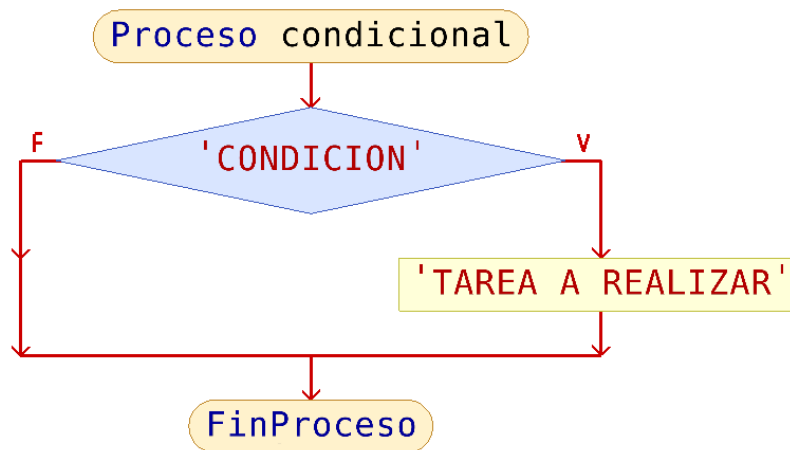 Proceso condicional
F
'CONDICION'
V
'TAREA A REALIZAR'
FinProceso